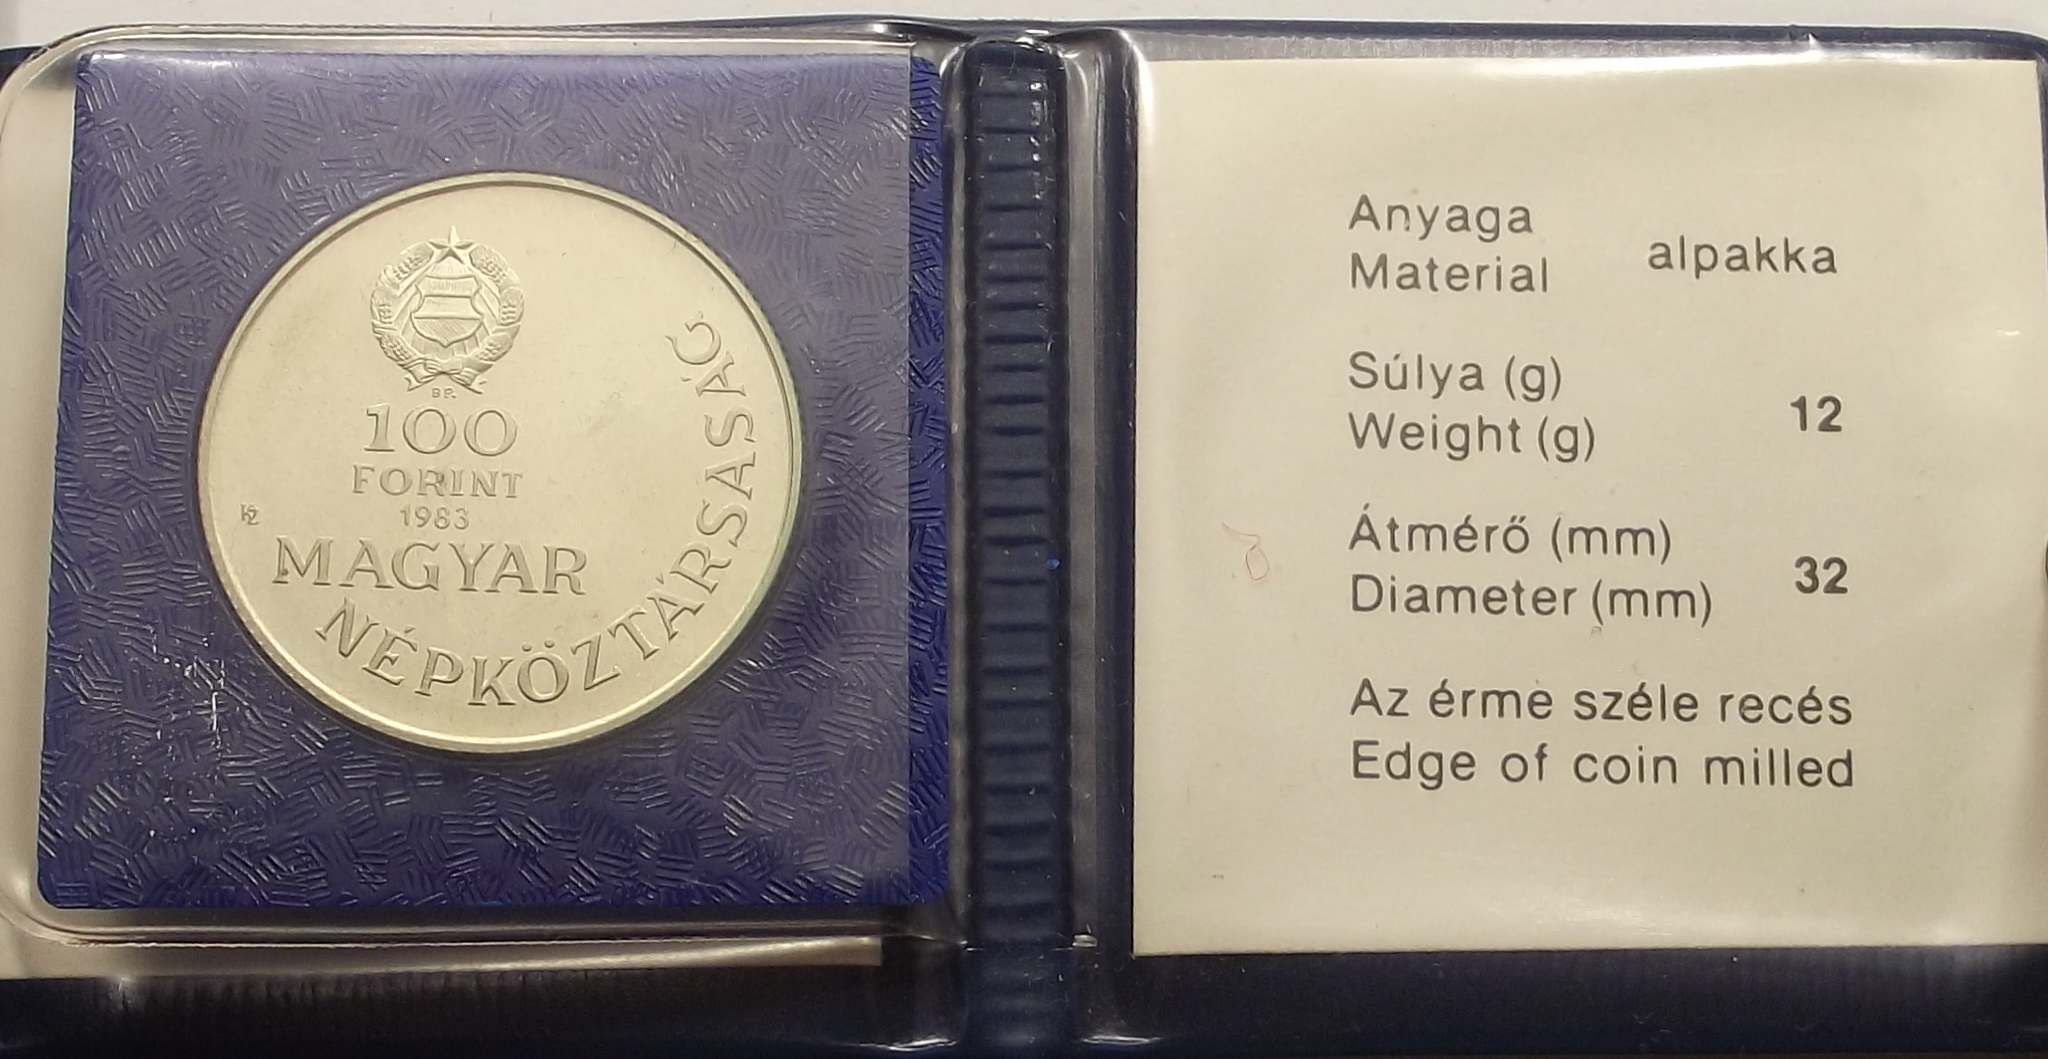 BP.
100
FORINT
1983
KZ
MAGYAR
NÉPKÖZTÁRSASÁG
Anyaga
Material
alpakka
Súlya (g)
Weight (g)
12
Átmérő (mm)
Diameter (mm)
32
Az érme széle recés
Edge of coin milled